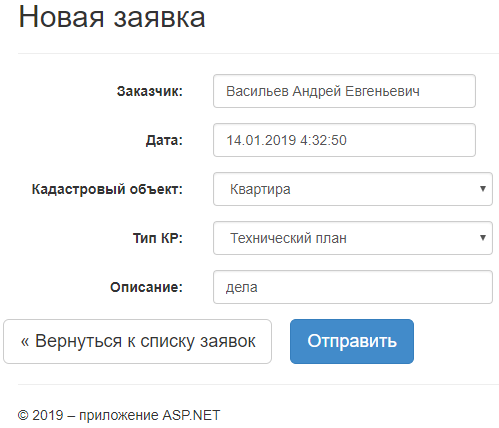 Новая заявка
Заказчик: Васильев Андрей Евгеньевич
Дата: 14.01.2019 4:32:50
Кадастровый объект: Квартира
Тип КР: Технический план
Описание: дела
« Вернуться к списку заявок Отправить
© 2019 – приложение ASP.NET